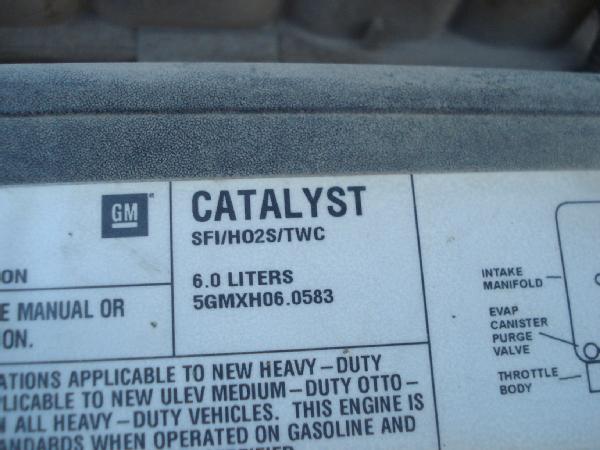 GM
CATALYST
SFI/HO2S/TWC
6.0 LITERS
5GMXH06.0583
ON
E MANUAL OR
ON.
ATIONS APPLICABLE TO NEW HEAVY-DUTY
PLICABLE TO NEW ULEV MEDIUM-DUTY OTTO-
N ALL HEAVY-DUTY VEHICLES. THIS ENGINE IS
ANDARDS WHEN OPERATED ON GASOLINE AND
INTAKE
MANIFOLD
EVAP
CANISTER
PURGE
VALVE
THROTTLE
BODY